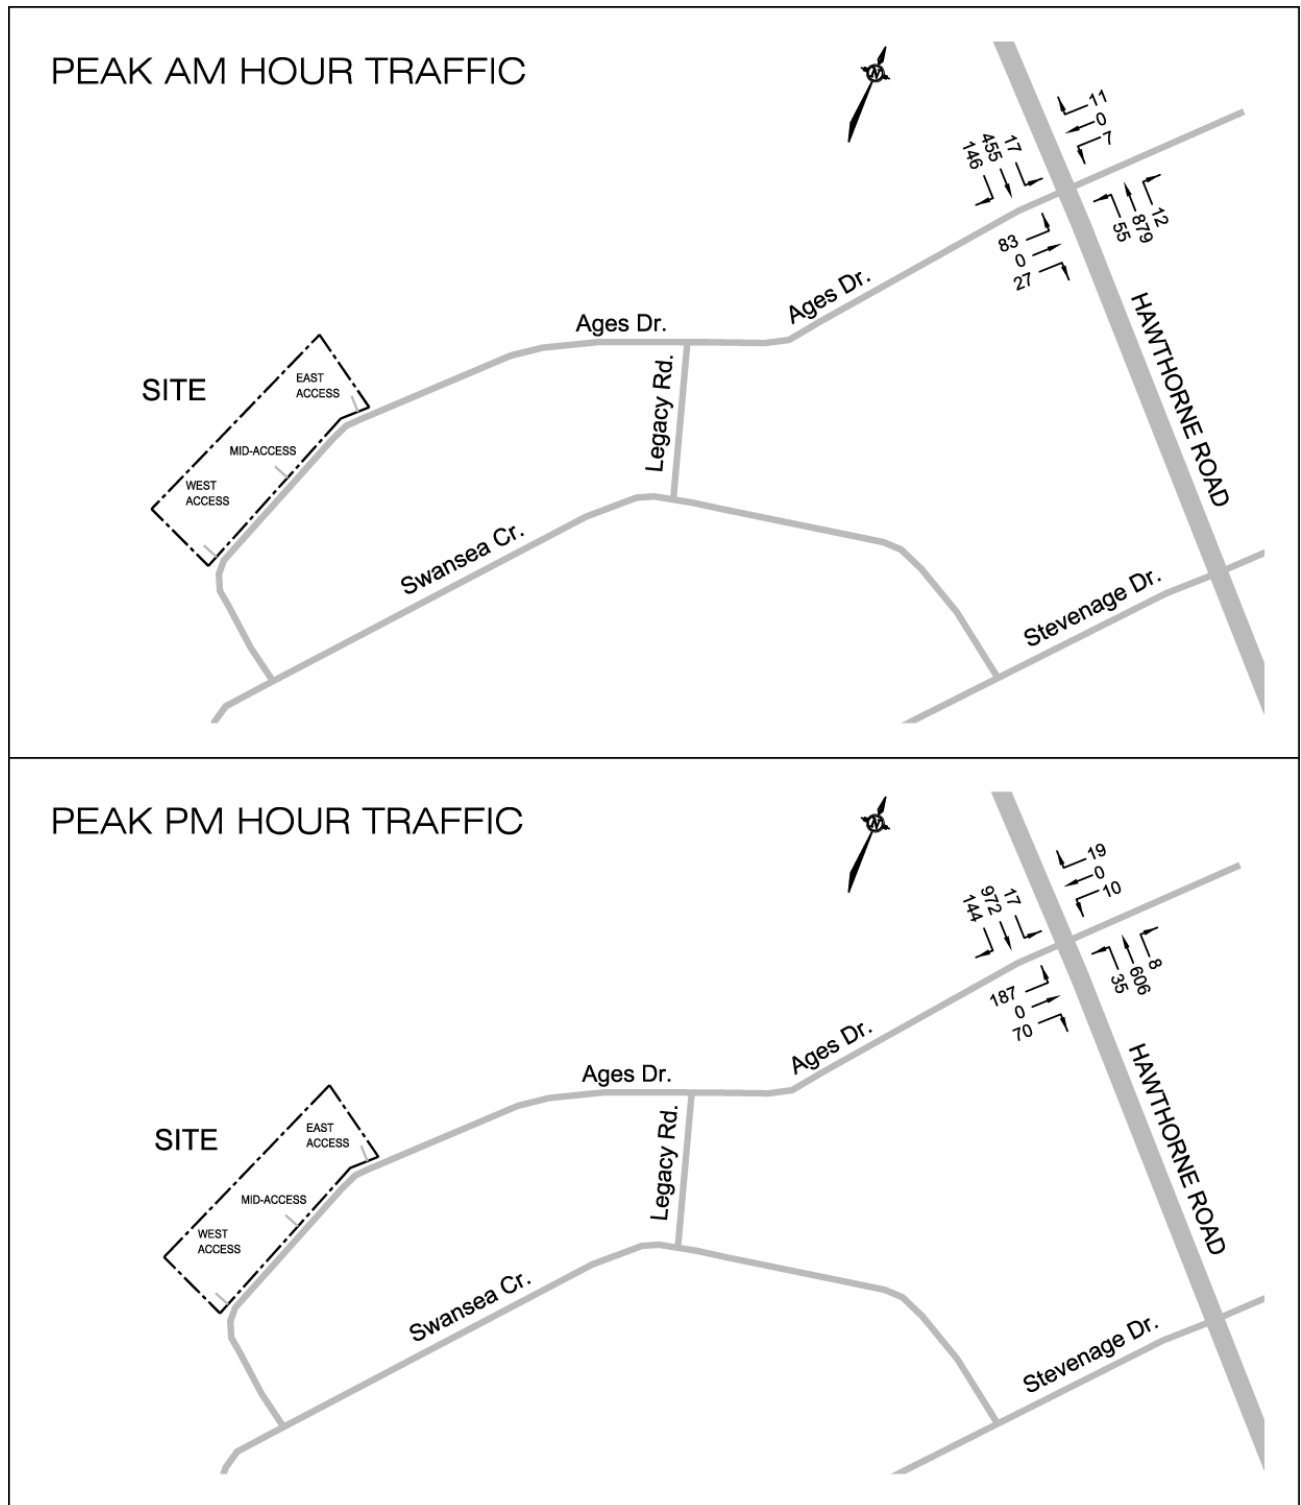 PEAK AM HOUR TRAFFIC
N
11
0
7
17
455
146
12
879
55
83
0
27
Ages Dr.
Ages Dr.
HAWTHORNE ROAD
Legacy Rd.
SITE
EAST
ACCESS
MID-ACCESS
WEST
ACCESS
Swansea Cr.
Stevenage Dr.
PEAK PM HOUR TRAFFIC
N
19
0
10
17
972
144
8
606
35
187
0
70
Ages Dr.
Ages Dr.
HAWTHORNE ROAD
Legacy Rd.
SITE
EAST
ACCESS
MID-ACCESS
WEST
ACCESS
Swansea Cr.
Stevenage Dr.